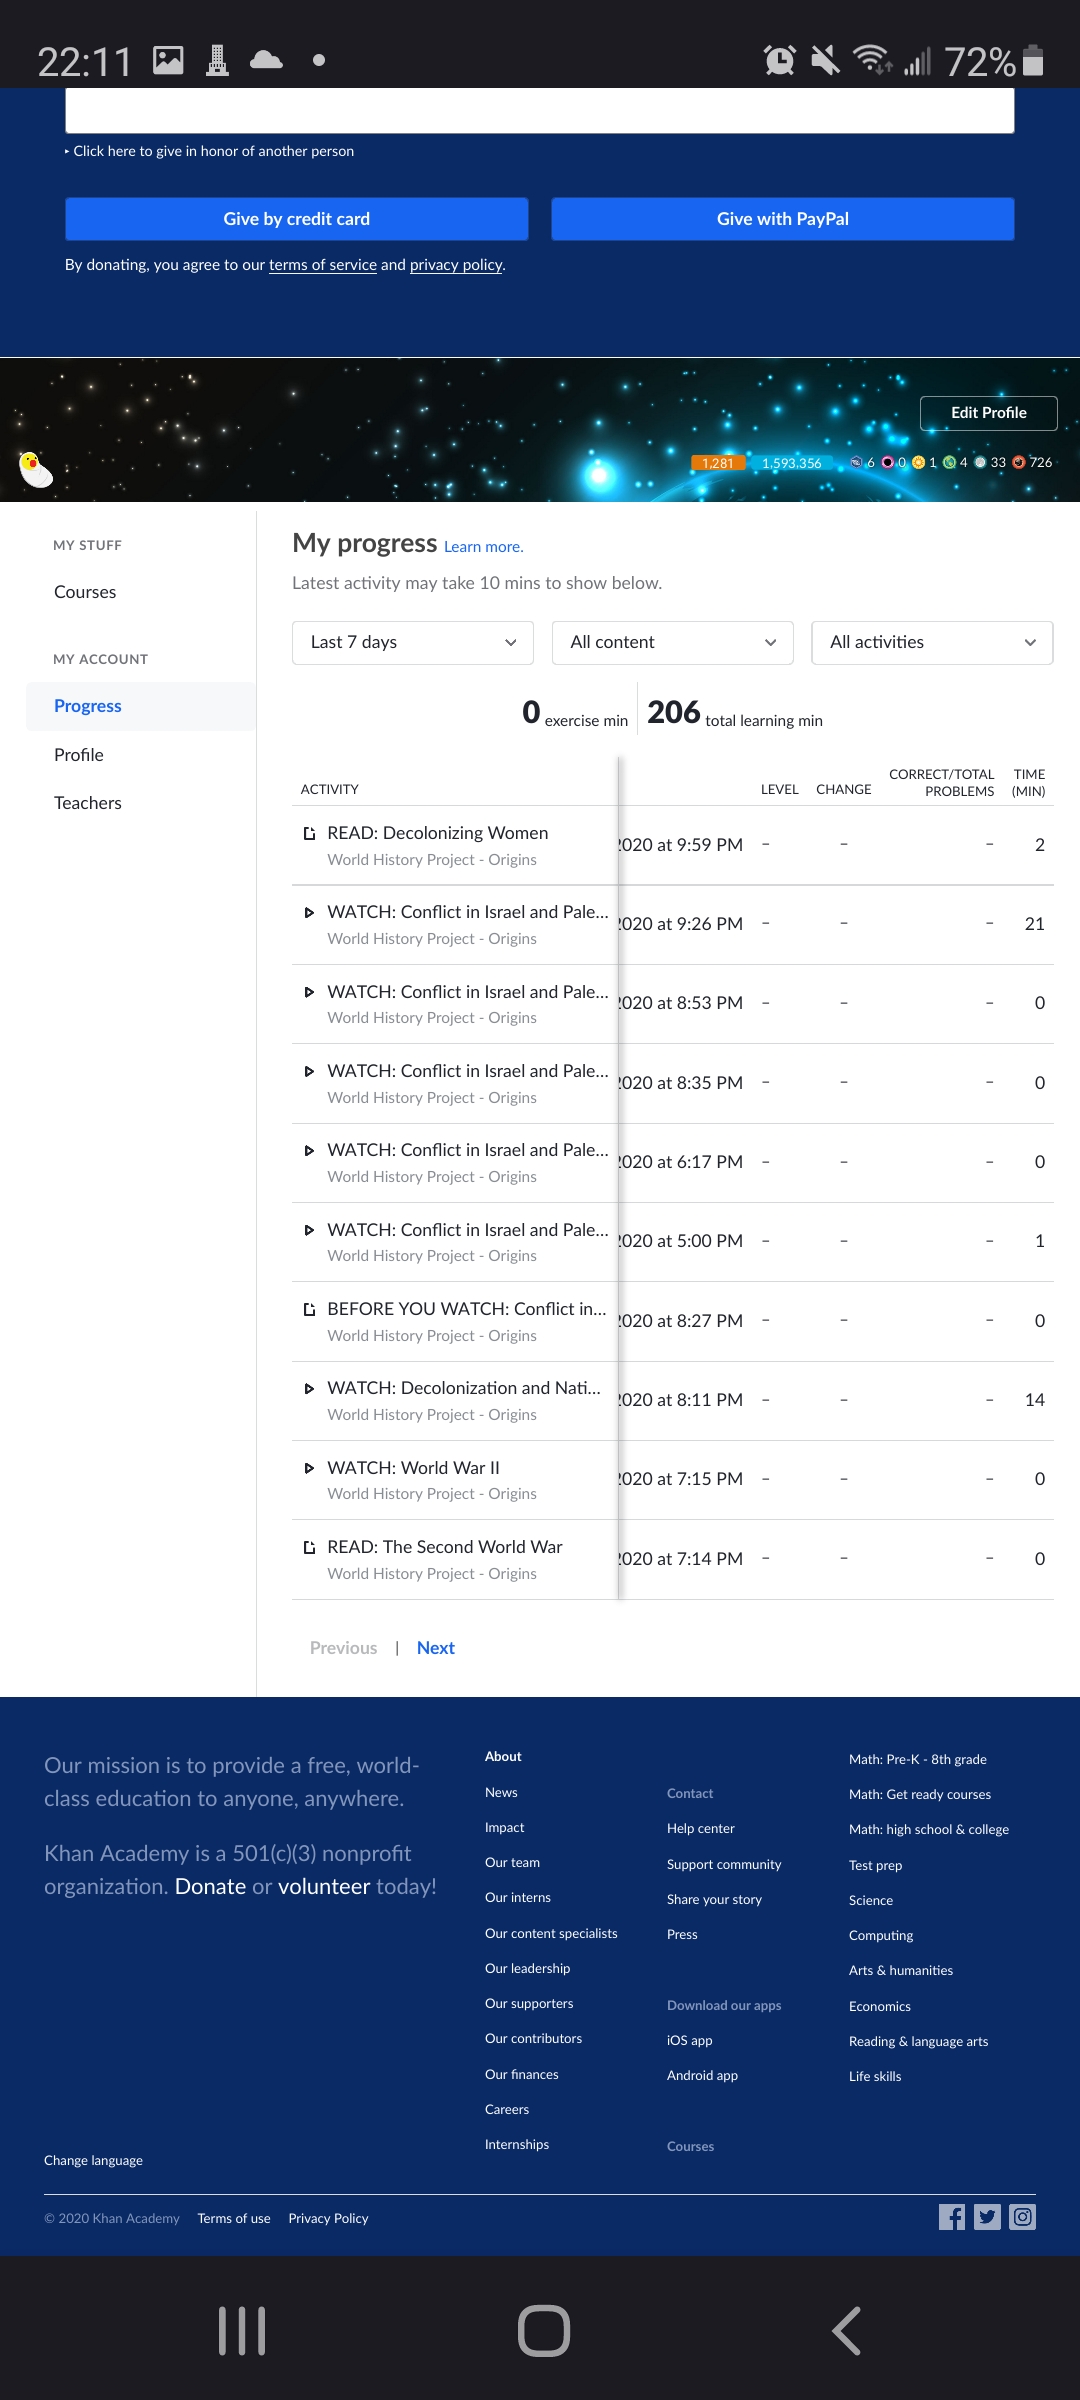 22:11
72%
‣ Click here to give in honor of another person
Give by credit card
Give with PayPal
By donating, you agree to our terms of service and privacy policy.
Edit Profile
1,281
1,593,356
6
0
1
4
33
726
MY STUFF
Courses
MY ACCOUNT
Progress
Profile
Teachers
My progress Learn more.
Latest activity may take 10 mins to show below.
Last 7 days
All content
All activities
0 exercise min
206 total learning min
ACTIVITY LEVEL CHANGE CORRECT/TOTAL PROBLEMS TIME (MIN)
READ: Decolonizing Women
World History Project - Origins
2020 at 9:59 PM – – – 2
WATCH: Conflict in Israel and Pale...
World History Project - Origins
2020 at 9:26 PM – – – 21
WATCH: Conflict in Israel and Pale...
World History Project - Origins
2020 at 8:53 PM – – – 0
WATCH: Conflict in Israel and Pale...
World History Project - Origins
2020 at 8:35 PM – – – 0
WATCH: Conflict in Israel and Pale...
World History Project - Origins
2020 at 6:17 PM – – – 0
WATCH: Conflict in Israel and Pale...
World History Project - Origins
2020 at 5:00 PM – – – 1
BEFORE YOU WATCH: Conflict in...
World History Project - Origins
2020 at 8:27 PM – – – 0
WATCH: Decolonization and Nati...
World History Project - Origins
2020 at 8:11 PM – – – 14
WATCH: World War II
World History Project - Origins
2020 at 7:15 PM – – – 0
READ: The Second World War
World History Project - Origins
2020 at 7:14 PM – – – 0
Previous | Next
Our mission is to provide a free, world-
class education to anyone, anywhere.
Khan Academy is a 501(c)(3) nonprofit
organization. Donate or volunteer today!
About
News
Impact
Our team
Our interns
Our content specialists
Our leadership
Our supporters
Our contributors
Our finances
Careers
Internships
Contact
Help center
Support community
Share your story
Press
Download our apps
iOS app
Android app
Courses
Math: Pre-K - 8th grade
Math: Get ready courses
Math: high school & college
Test prep
Science
Computing
Arts & humanities
Economics
Reading & language arts
Life skills
Change language
© 2020 Khan Academy
Terms of use
Privacy Policy